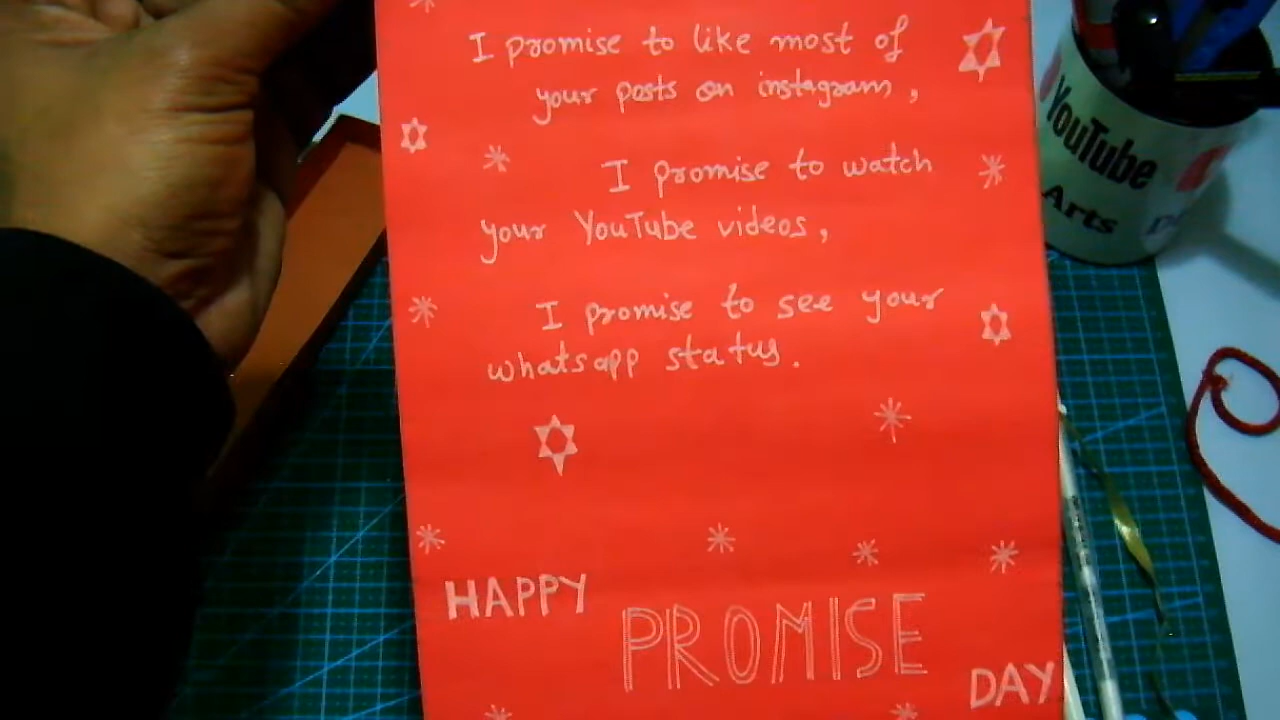 I promise to like most of
your posts on instagram,
I promise to watch
your YouTube videos,
I promise to see your
whatsapp status.
HAPPY
PROMISE
DAY
YouTube
Arts